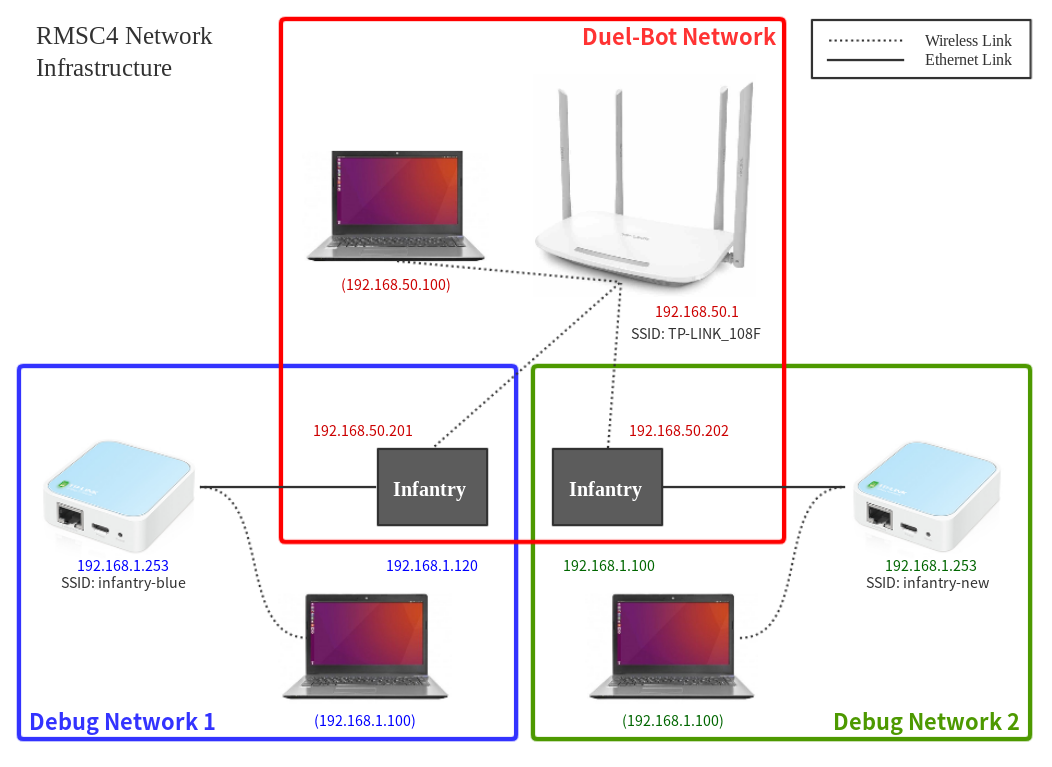 RMSC4 Network
Infrastructure
Duel-Bot Network
Wireless Link
Ethernet Link
(192.168.50.100)
192.168.50.1
SSID: TP-LINK_108F
192.168.50.201
192.168.50.202
Infantry
Infantry
192.168.1.253
SSID: infantry-blue
192.168.1.120
192.168.1.100
192.168.1.253
SSID: infantry-new
(192.168.1.100)
(192.168.1.100)
Debug Network 1
Debug Network 2